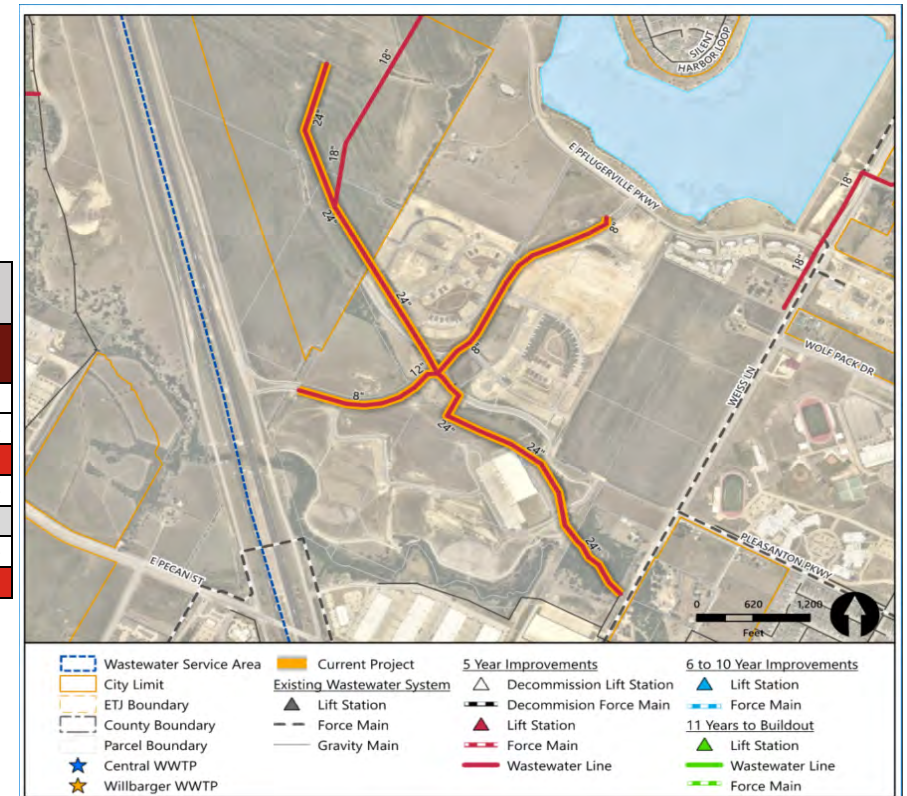 SILENT
HARBOR LOOP
18"
24"
E PFLUGERVILLE PKWY
18"
24"
8"
18"
18"
24"
WOLF PACK DR
8"
12"
8"
WEISS LN
24"
24"
24"
PLEASANTON PKWY
E PECAN ST
0 620 1,200
Feet
Wastewater Service Area
City Limit
ETJ Boundary
County Boundary
Parcel Boundary
Central WWTP
Willbarger WWTP
Current Project
Existing Wastewater System
Lift Station
Force Main
Gravity Main
5 Year Improvements
Decommission Lift Station
Decommision Force Main
Lift Station
Force Main
Wastewater Line
6 to 10 Year Improvements
Lift Station
Force Main
11 Years to Buildout
Lift Station
Wastewater Line
Force Main